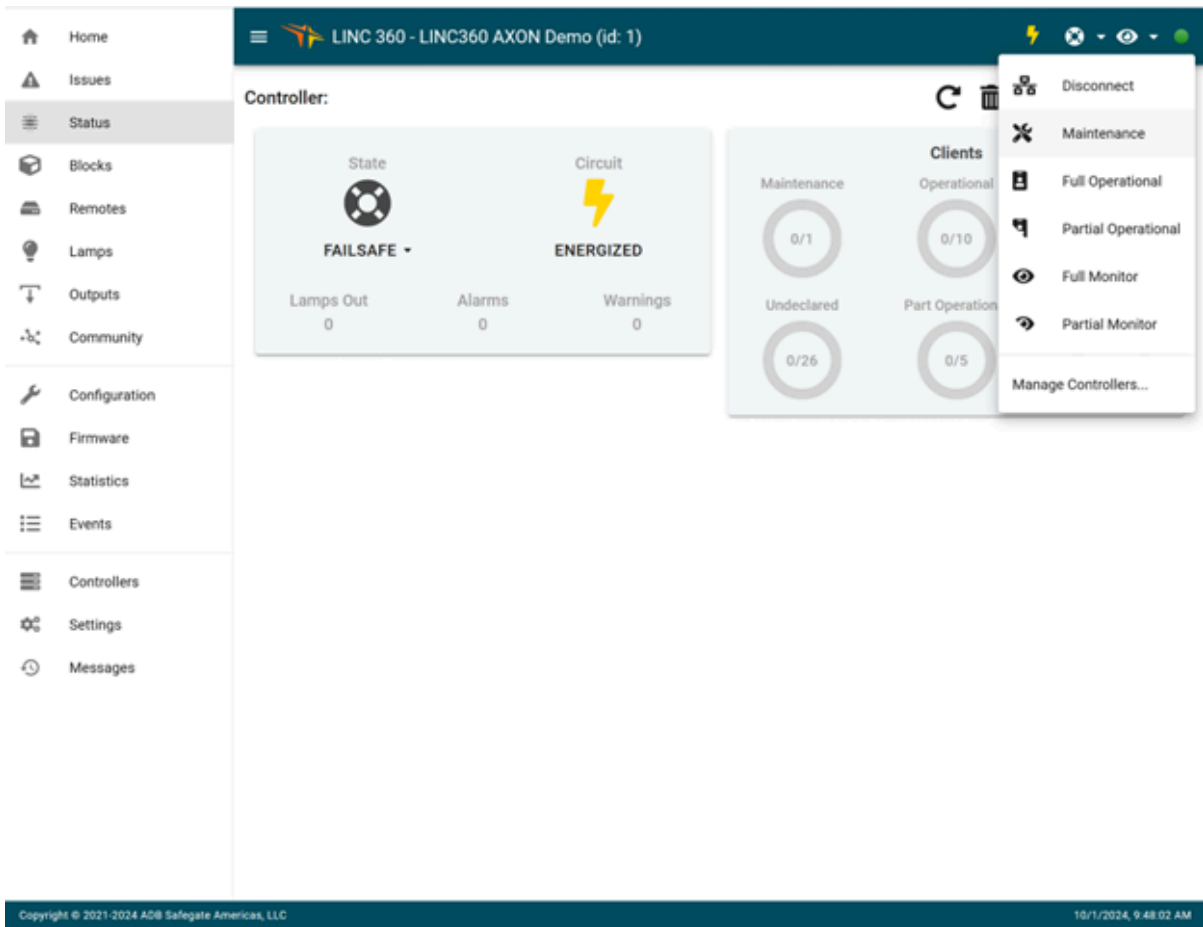 Home
Issues
Status
Blocks
Remotes
Lamps
Outputs
Community
Configuration
Firmware
Statistics
Events
Controllers
Settings
Messages
LINC 360 - LINC360 AXON Demo (id: 1)
Controller:
State
Circuit
FAILSAFE
ENERGIZED
Lamps Out
Alarms
Warnings
0
0
0
Clients
Maintenance
Operational
0/1
0/10
Undeclared
Part Operation
0/26
0/5
Disconnect
Maintenance
Full Operational
Partial Operational
Full Monitor
Partial Monitor
Manage Controllers...
Copyright © 2021-2024 ADB Safegate Americas, LLC
10/1/2024, 9:48:02 AM